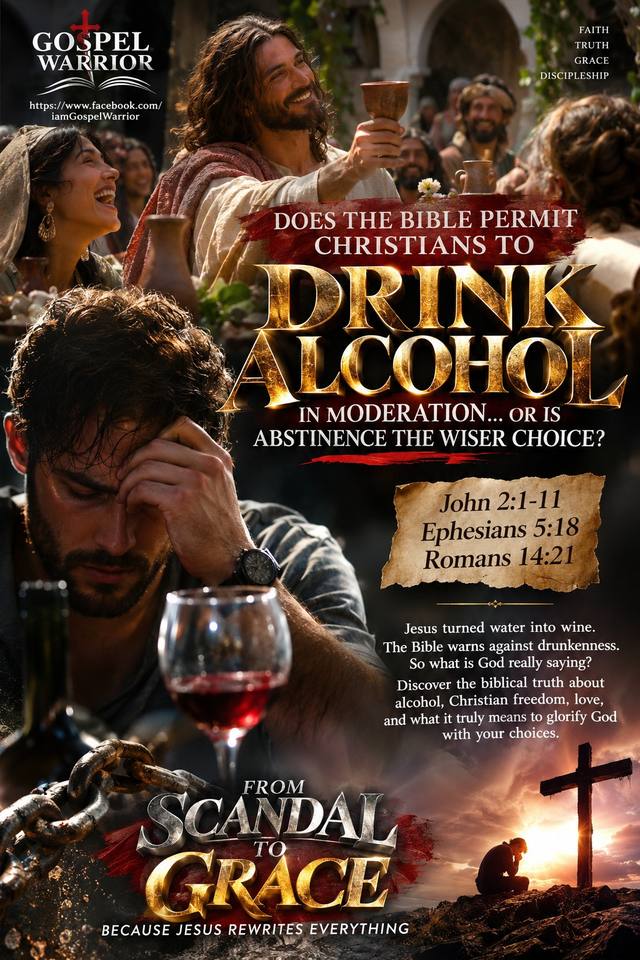 GOSPEL
WARRIOR
https://www.facebook.com/
iamGospelWarrior
FAITH
TRUTH
GRACE
DISCIPLESHIP
DOES THE BIBLE PERMIT
CHRISTIANS TO
DRINK
ALCOHOL
IN MODERATION... OR IS
ABSTINENCE THE WISER CHOICE?
John 2:1-11
Ephesians 5:18
Romans 14:21
Jesus turned water into wine.
The Bible warns against drunkenness.
So what is God really saying?
Discover the biblical truth about
alcohol, Christian freedom, love,
and what it truly means to glorify God
with your choices.
FROM
SCANDAL
TO
GRACE
BECAUSE JESUS REWRITES EVERYTHING